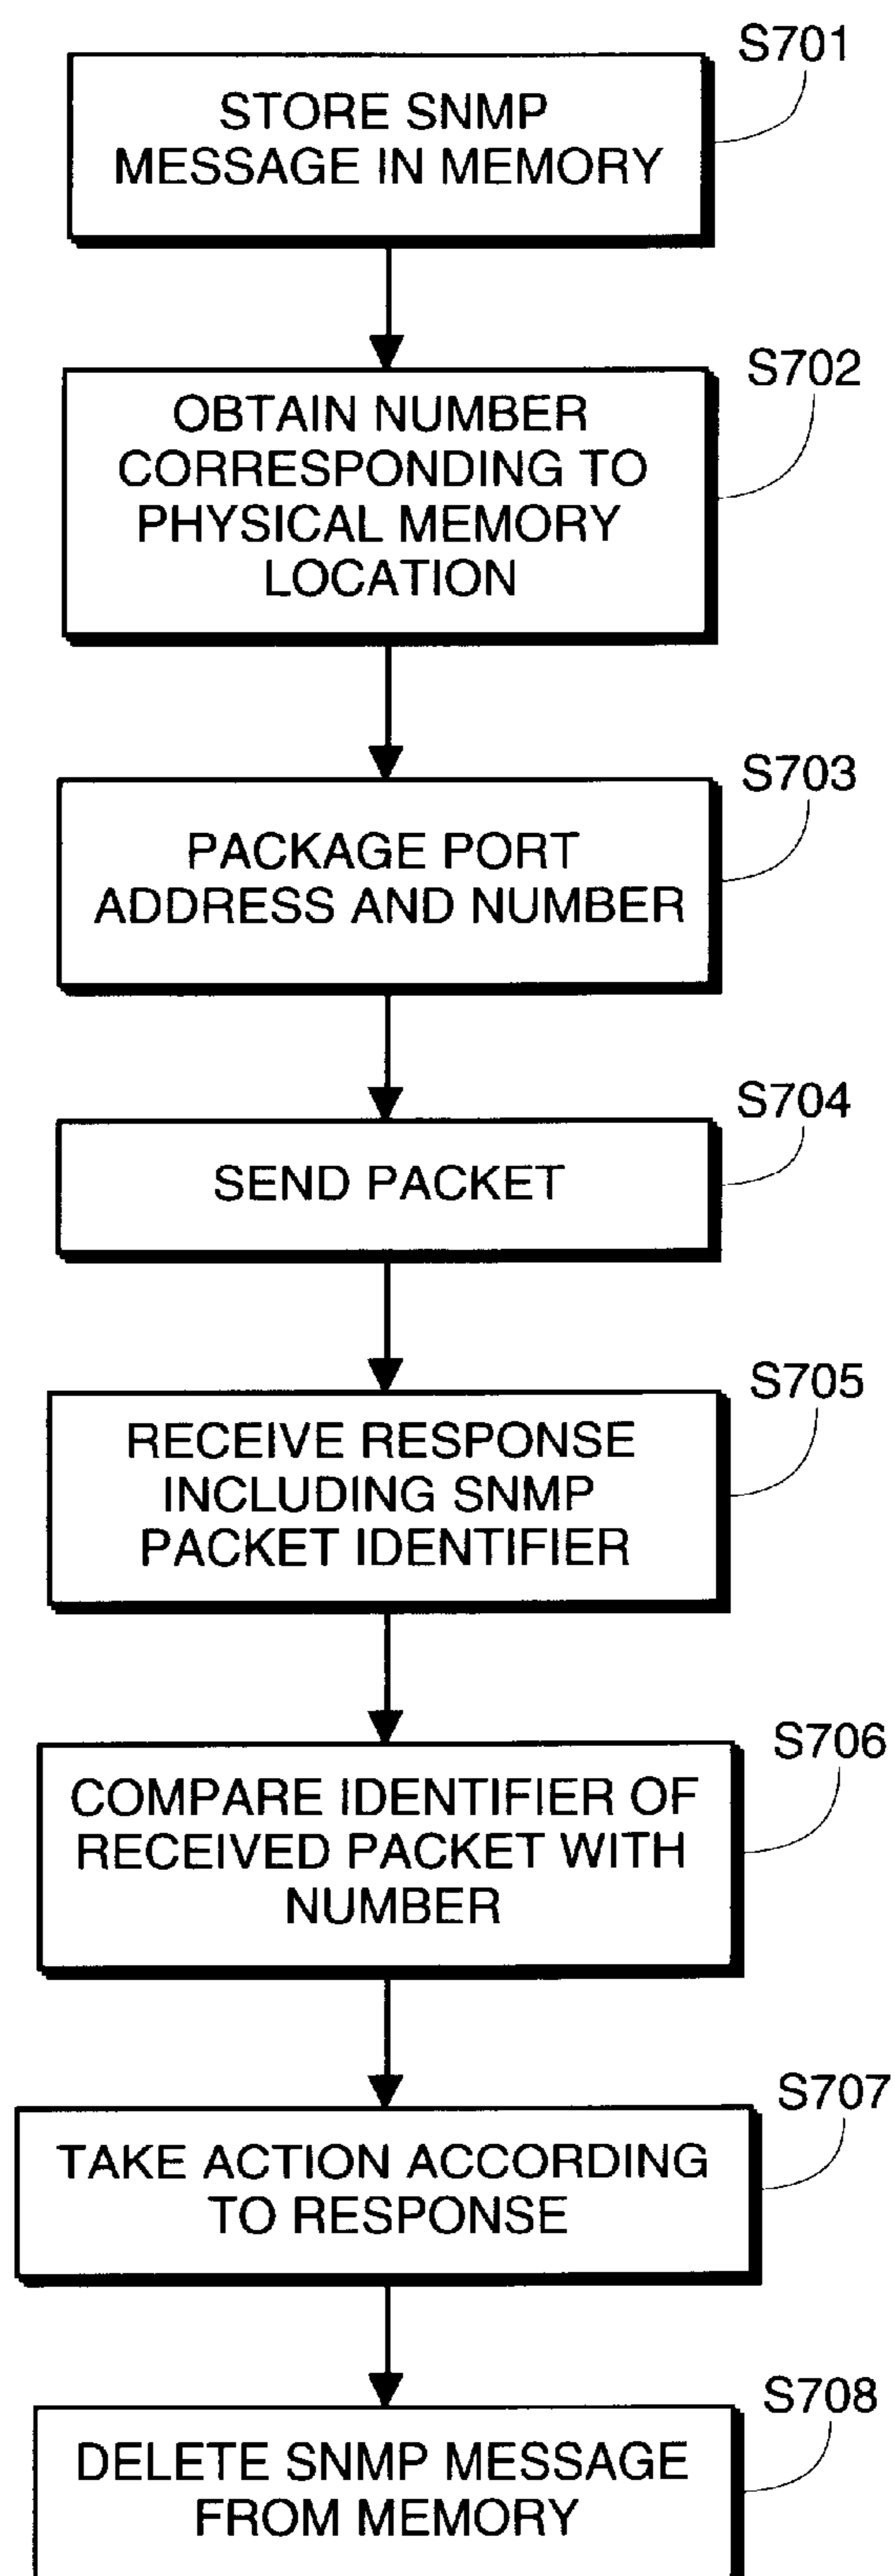 S701
STORE SNMP
MESSAGE IN MEMORY
S702
OBTAIN NUMBER
CORRESPONDING TO
PHYSICAL MEMORY
LOCATION
S703
PACKAGE PORT
ADDRESS AND NUMBER
S704
SEND PACKET
S705
RECEIVE RESPONSE
INCLUDING SNMP
PACKET IDENTIFIER
S706
COMPARE IDENTIFIER OF
RECEIVED PACKET WITH
NUMBER
S707
TAKE ACTION ACCORDING
TO RESPONSE
S708
DELETE SNMP MESSAGE
FROM MEMORY